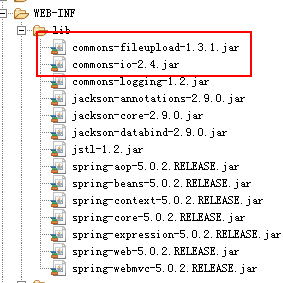 WEB-INF
lib
commons-fileupload-1.3.1.jar
commons-io-2.4.jar
commons-logging-1.2.jar
jackson-annotations-2.9.0.jar
jackson-core-2.9.0.jar
jackson-databind-2.9.0.jar
jstl-1.2.jar
spring-aop-5.0.2.RELEASE.jar
spring-beans-5.0.2.RELEASE.jar
spring-context-5.0.2.RELEASE.jar
spring-core-5.0.2.RELEASE.jar
spring-expression-5.0.2.RELEASE.jar
spring-web-5.0.2.RELEASE.jar
spring-webmvc-5.0.2.RELEASE.jar